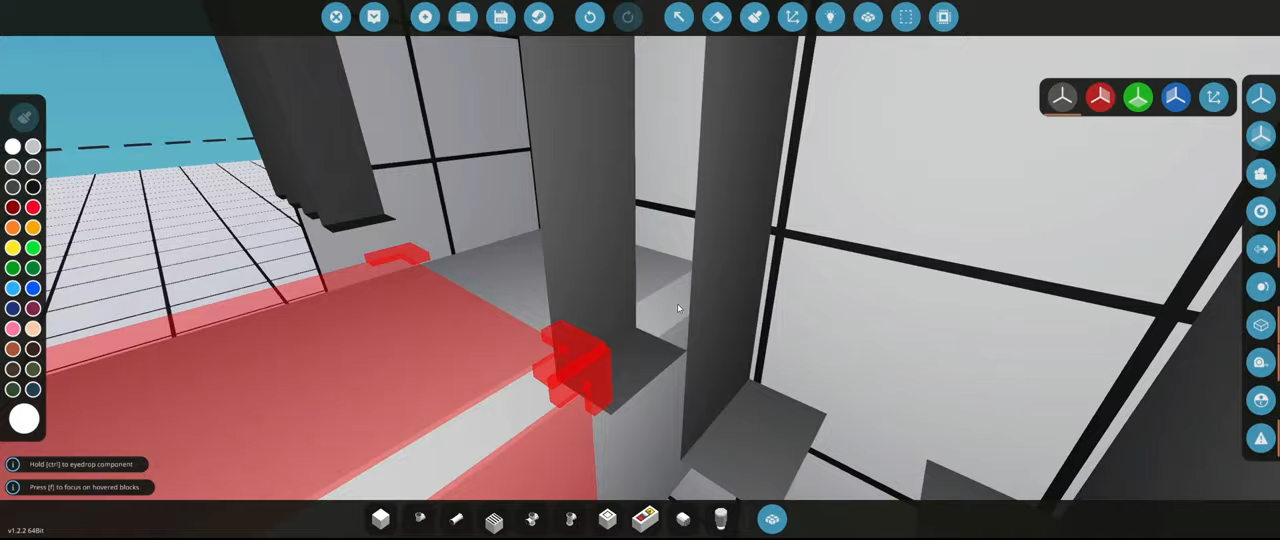 Hold [ctrl] to eyedrop component
Press [f] to focus on hovered blocks
v1.2.2 64Bit